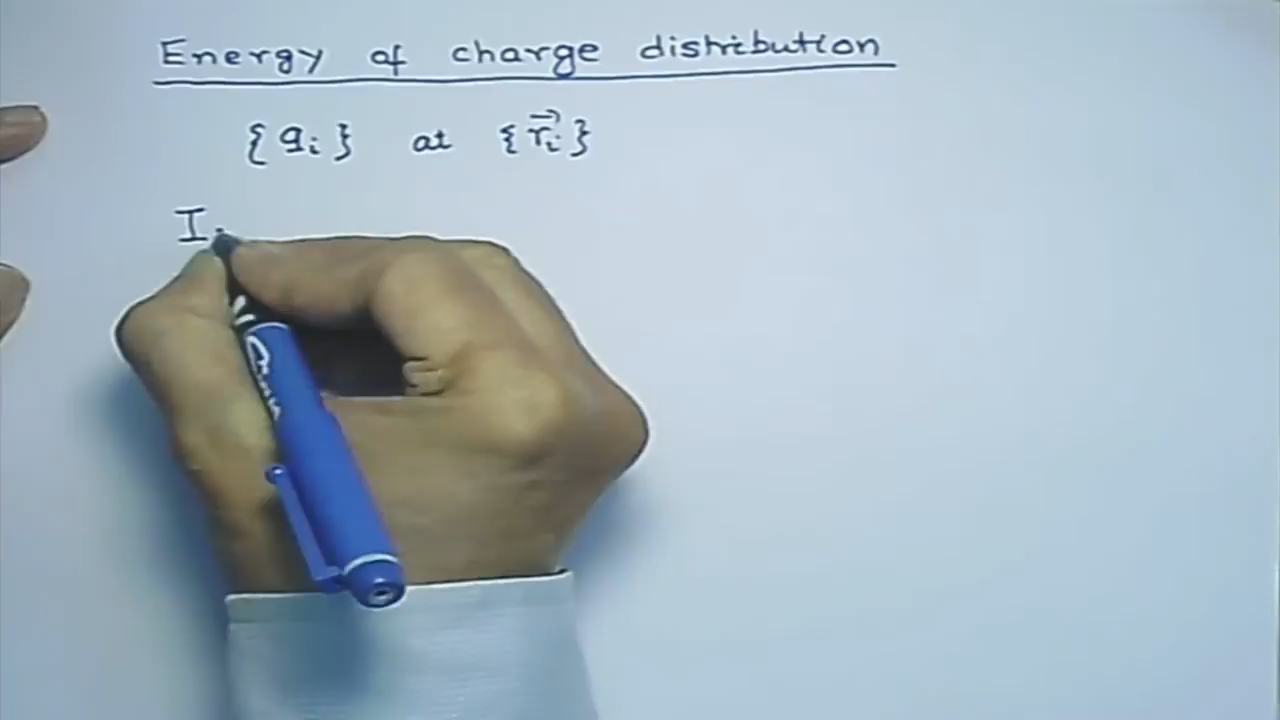 Energy of charge distribution
{qᵢ} at {r⃗ᵢ}
I